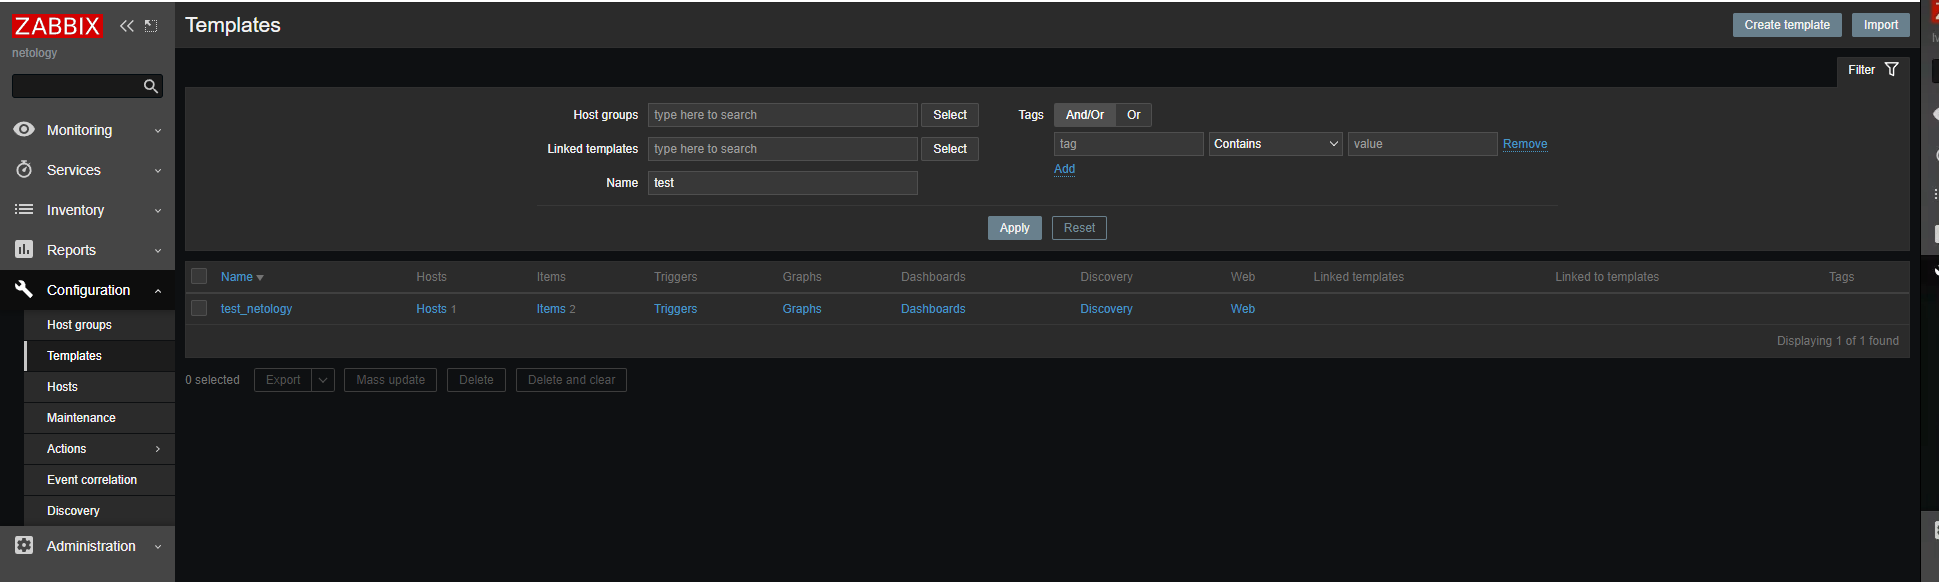 ZABBIX
netology
Monitoring
Services
Inventory
Reports
Configuration
Host groups
Templates
Hosts
Maintenance
Actions
Event correlation
Discovery
Administration
Templates
Create template Import
Filter
Host groups type here to search Select
Linked templates type here to search Select
Name test
Tags And/Or Or
tag Contains value Remove
Add
Apply Reset
Name Hosts Items Triggers Graphs Dashboards Discovery Web Linked templates Linked to templates Tags
test_netology Hosts 1 Items 2 Triggers Graphs Dashboards Discovery Web
Displaying 1 of 1 found
0 selected Export Mass update Delete Delete and clear